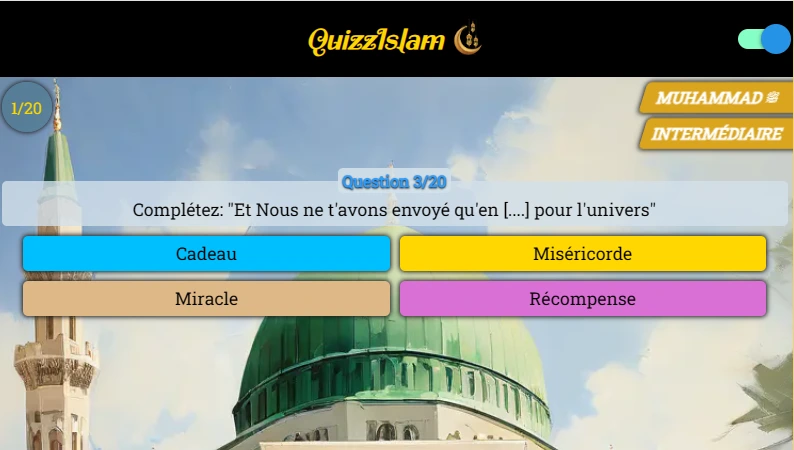 QuizzIslam
1/20
MUHAMMAD ﷺ
INTERMÉDIAIRE
Question 3/20
Complétez: "Et Nous ne t'avons envoyé qu'en [....] pour l'univers"
Cadeau
Miséricorde
Miracle
Récompense